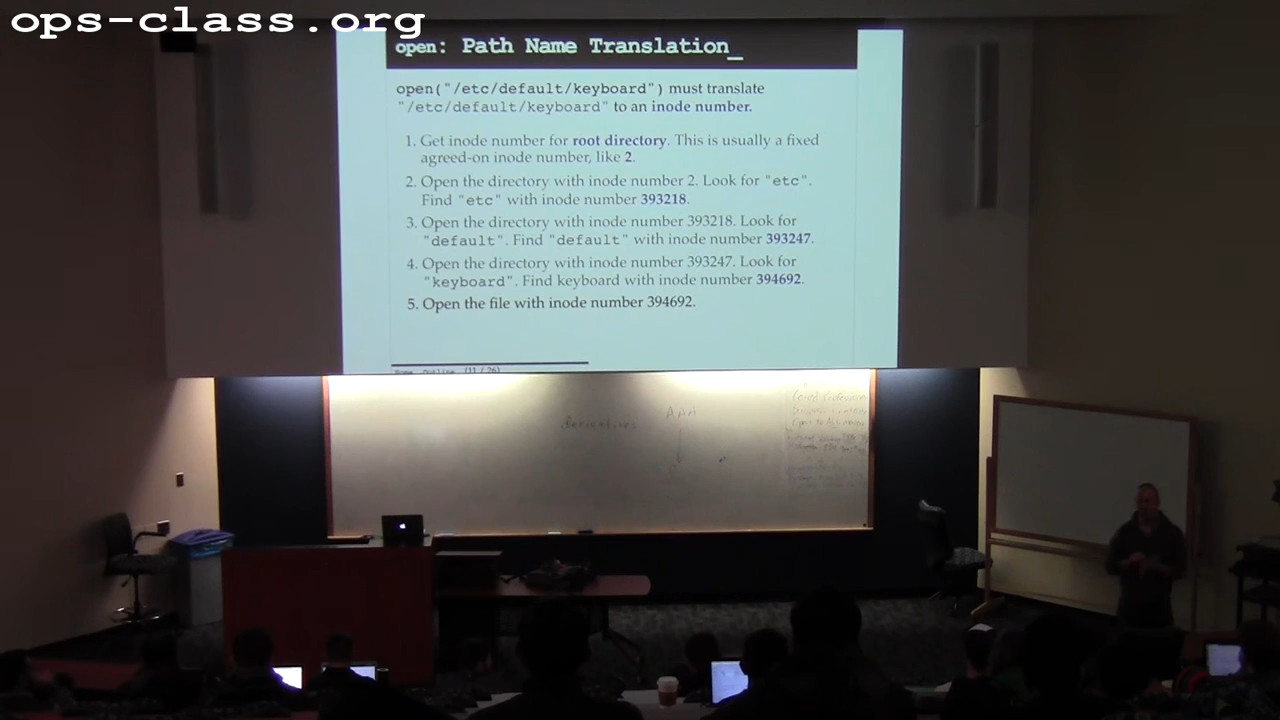 ops-class.org
open: Path Name Translation_
open("/etc/default/keyboard") must translate
"/etc/default/keyboard" to an inode number.
1. Get inode number for root directory. This is usually a fixed
agreed-on inode number, like 2.
2. Open the directory with inode number 2. Look for "etc".
Find "etc" with inode number 393218.
3. Open the directory with inode number 393218. Look for
"default". Find "default" with inode number 393247.
4. Open the directory with inode number 393247. Look for
"keyboard". Find keyboard with inode number 394692.
5. Open the file with inode number 394692.